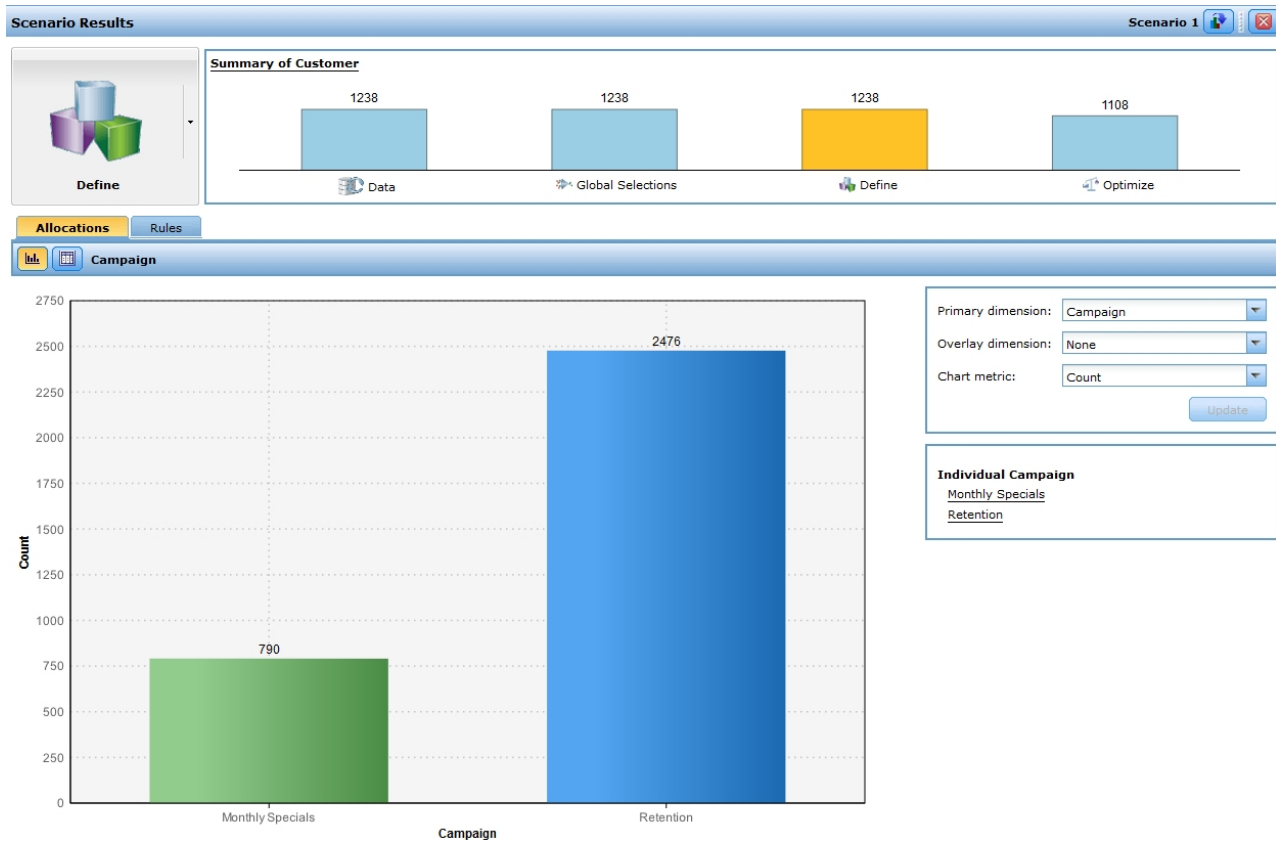 Scenario Results
Scenario 1
Define
Summary of Customer
1238
1238
1238
1108
Data
Global Selections
Define
Optimize
Allocations
Rules
Campaign
2750
2500
2250
2000
1750
1500
1250
1000
750
500
250
0
Count
790
2476
Monthly Specials
Retention
Campaign
Primary dimension: Campaign
Overlay dimension: None
Chart metric: Count
Update
Individual Campaign
Monthly Specials
Retention